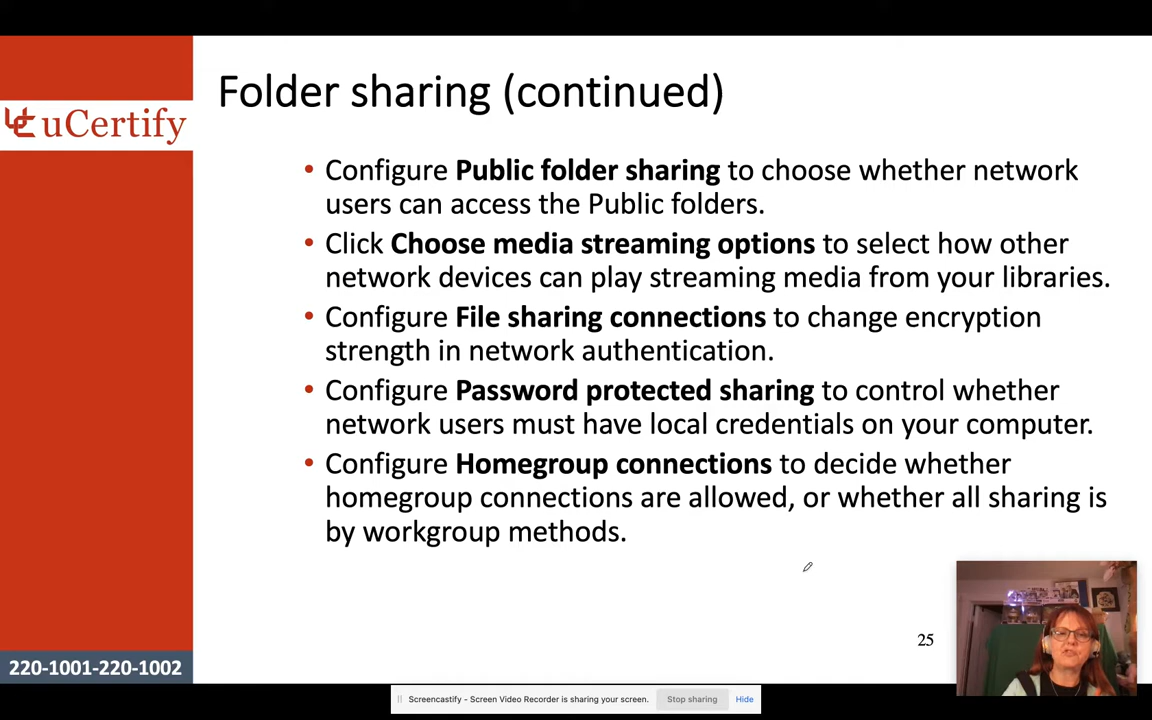 Folder sharing (continued)
uCertify
• Configure Public folder sharing to choose whether network
users can access the Public folders.
• Click Choose media streaming options to select how other
network devices can play streaming media from your libraries.
• Configure File sharing connections to change encryption
strength in network authentication.
• Configure Password protected sharing to control whether
network users must have local credentials on your computer.
• Configure Homegroup connections to decide whether
homegroup connections are allowed, or whether all sharing is
by workgroup methods.
25
220-1001-220-1002
Screencastify - Screen Video Recorder is sharing your screen. Stop sharing Hide